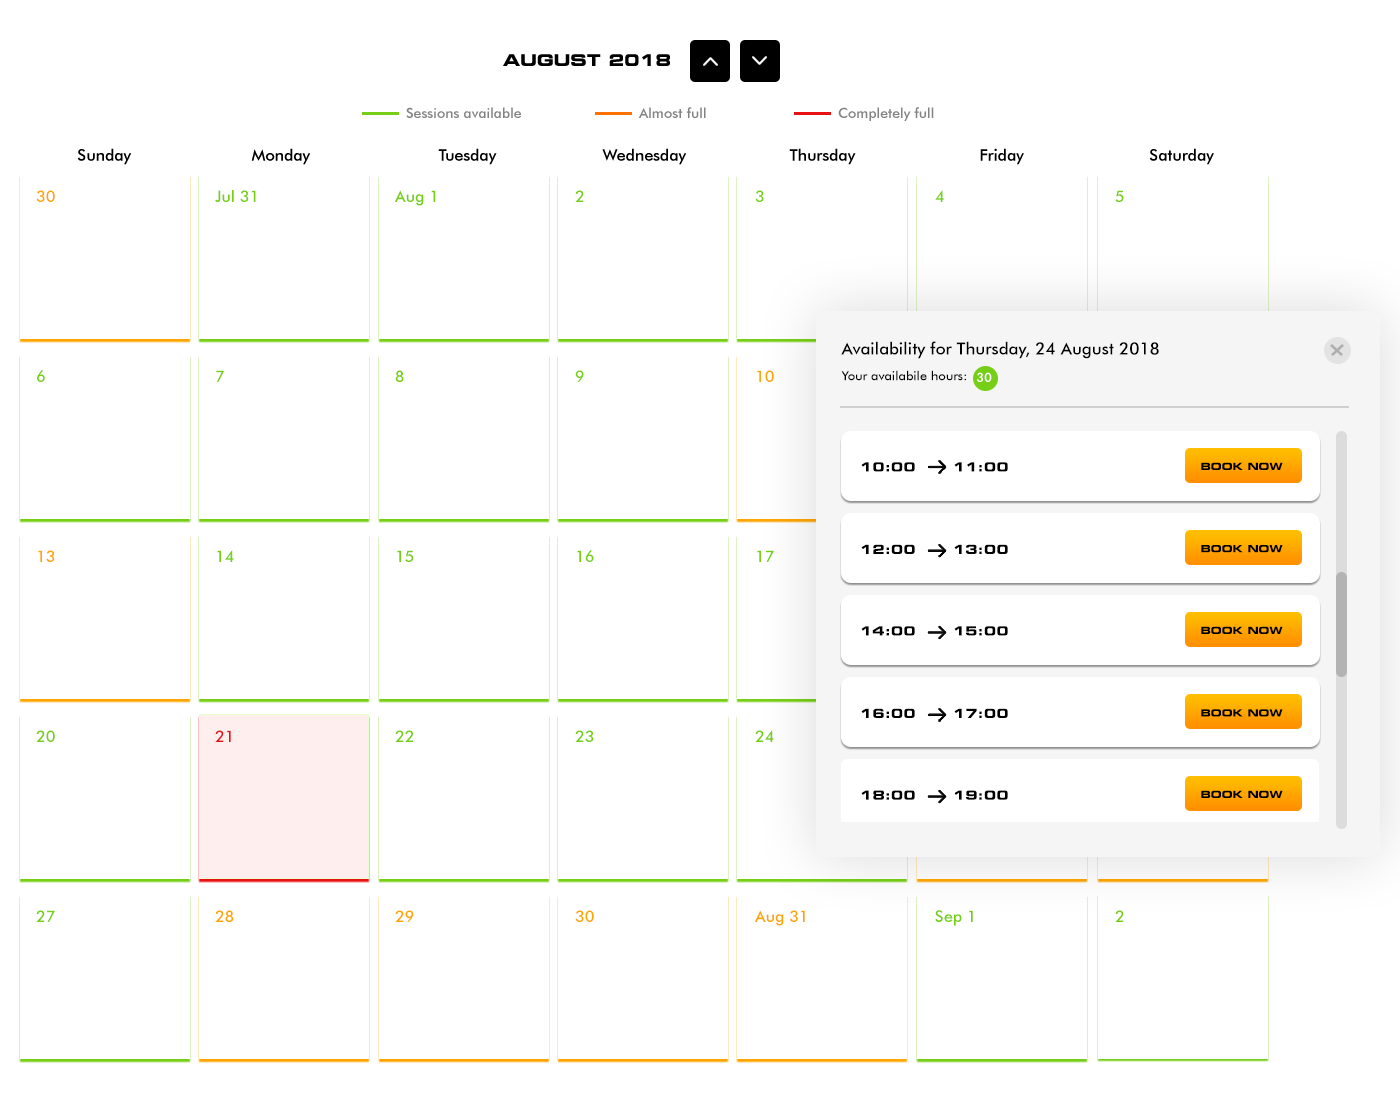 AUGUST 2018
Sessions available
Almost full
Completely full
Sunday Monday Tuesday Wednesday Thursday Friday Saturday
30 Jul 31 Aug 1 2 3 4 5
6 7 8 9 10
13 14 15 16 17
20 21 22 23 24
27 28 29 30 Aug 31 Sep 1 2
Availability for Thursday, 24 August 2018
Your availabile hours: 30
10:00 → 11:00 BOOK NOW
12:00 → 13:00 BOOK NOW
14:00 → 15:00 BOOK NOW
16:00 → 17:00 BOOK NOW
18:00 → 19:00 BOOK NOW